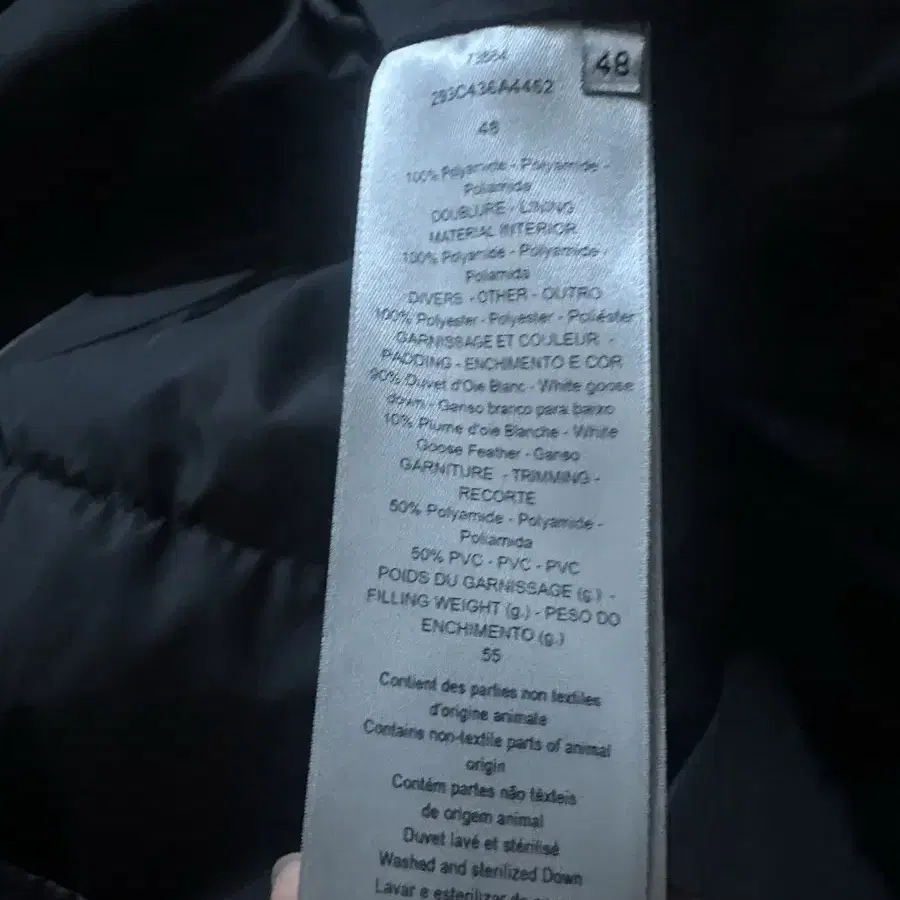 48
293C436A4462
48
100% Polyamide - Polyamide -
Poliamida
DOUBLURE - LINING
MATERIAL INTERIOR
100% Polyamide - Polyamide -
Poliamida
DIVERS - OTHER - OUTRO
100% Polyester - Polyester - Poliéster
GARNISSAGE ET COULEUR -
PADDING - ENCHIMENTO E COR
90% Duvet d'Oie Blanc - White goose
down - Ganso branco para baixo
10% Plume d'oie Blanche - White
Goose Feather - Ganso
GARNITURE - TRIMMING -
RECORTE
50% Polyamide - Polyamide -
Poliamida
50% PVC - PVC - PVC
POIDS DU GARNISSAGE (g.) -
FILLING WEIGHT (g.) - PESO DO
ENCHIMENTO (g.)
55
Contient des parties non textiles
d'origine animale
Contains non-textile parts of animal
origin
Contém partes não têxteis
de origem animal
Duvet lavé et stérilisé
Washed and sterilized Down
Lavar e esterilizar